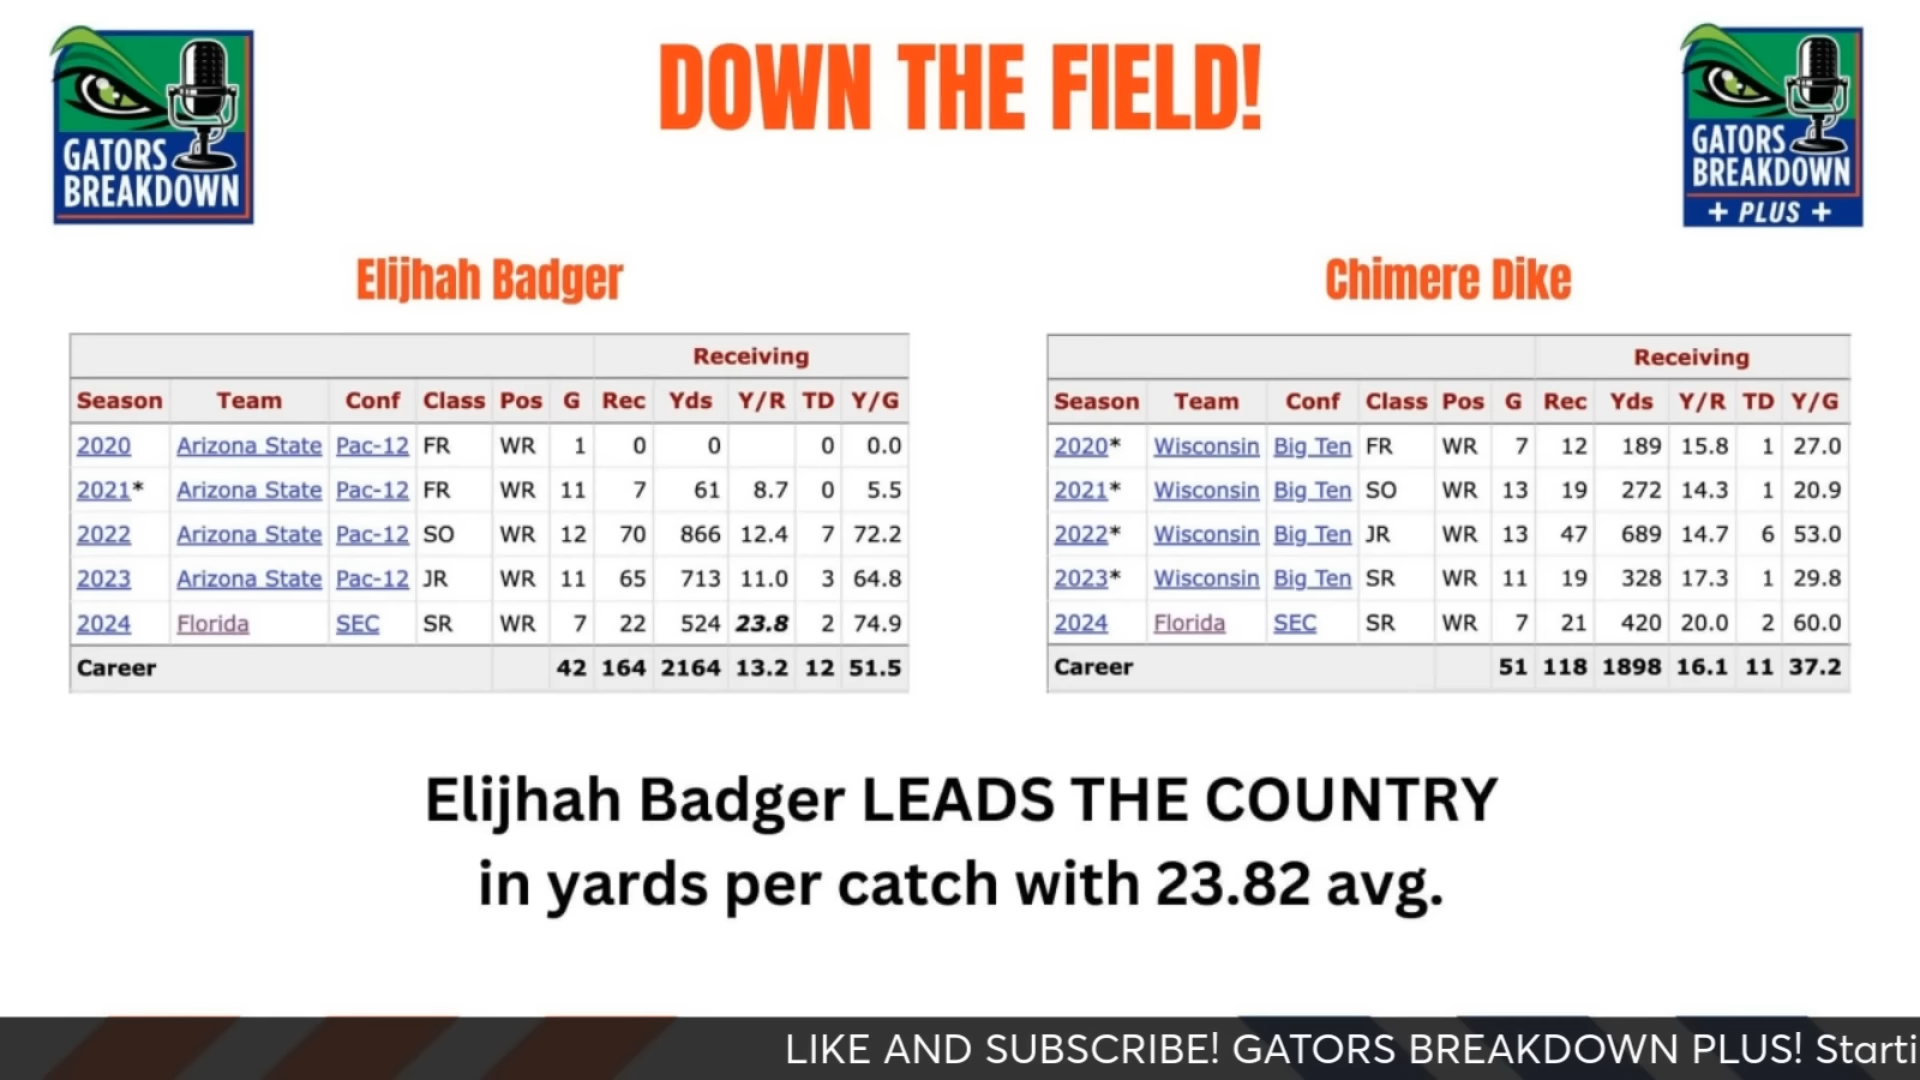 DOWN THE FIELD!
GATORS
BREAKDOWN
GATORS
BREAKDOWN
+ PLUS +
Elijhah Badger
Receiving
Season Team Conf Class Pos G Rec Yds Y/R TD Y/G
2020 Arizona State Pac-12 FR WR 1 0 0 0 0.0
2021* Arizona State Pac-12 FR WR 11 7 61 8.7 0 5.5
2022 Arizona State Pac-12 SO WR 12 70 866 12.4 7 72.2
2023 Arizona State Pac-12 JR WR 11 65 713 11.0 3 64.8
2024 Florida SEC SR WR 7 22 524 23.8 2 74.9
Career 42 164 2164 13.2 12 51.5
Chimere Dike
Receiving
Season Team Conf Class Pos G Rec Yds Y/R TD Y/G
2020* Wisconsin Big Ten FR WR 7 12 189 15.8 1 27.0
2021* Wisconsin Big Ten SO WR 13 19 272 14.3 1 20.9
2022* Wisconsin Big Ten JR WR 13 47 689 14.7 6 53.0
2023* Wisconsin Big Ten SR WR 11 19 328 17.3 1 29.8
2024 Florida SEC SR WR 7 21 420 20.0 2 60.0
Career 51 118 1898 16.1 11 37.2
Elijhah Badger LEADS THE COUNTRY
in yards per catch with 23.82 avg.
LIKE AND SUBSCRIBE! GATORS BREAKDOWN PLUS! Starti